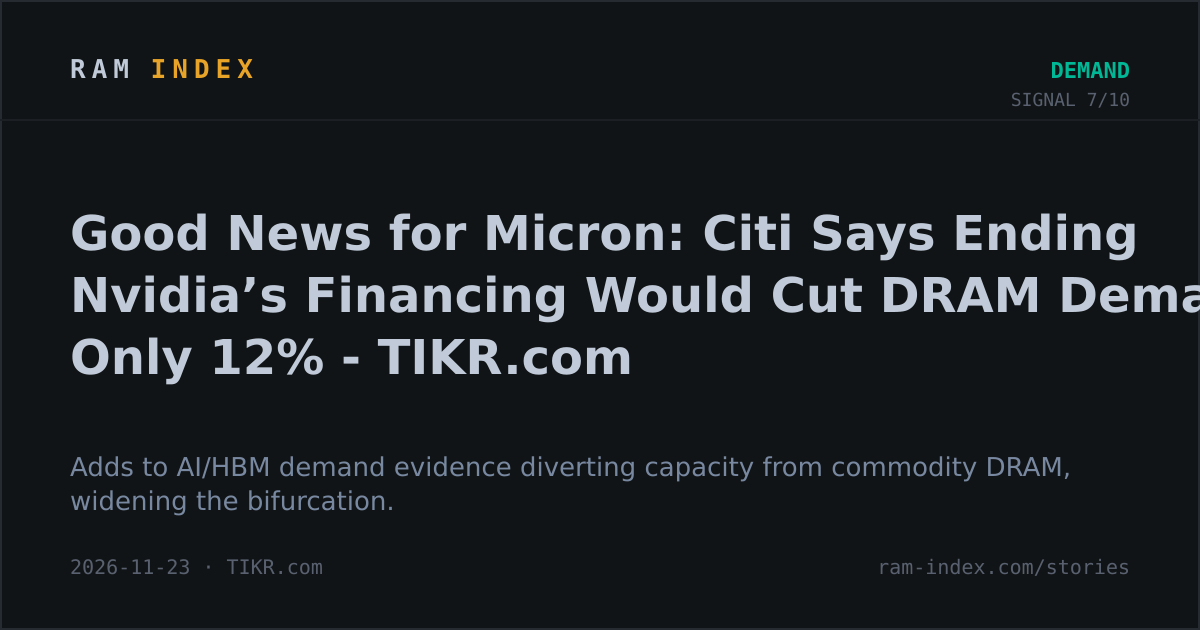 RAM INDEX
DEMAND
SIGNAL 7/10
Good News for Micron: Citi Says Ending
Nvidia’s Financing Would Cut DRAM Dema
Only 12% - TIKR.com
Adds to AI/HBM demand evidence diverting capacity from commodity DRAM,
widening the bifurcation.
2026-11-23 · TIKR.com
ram-index.com/stories